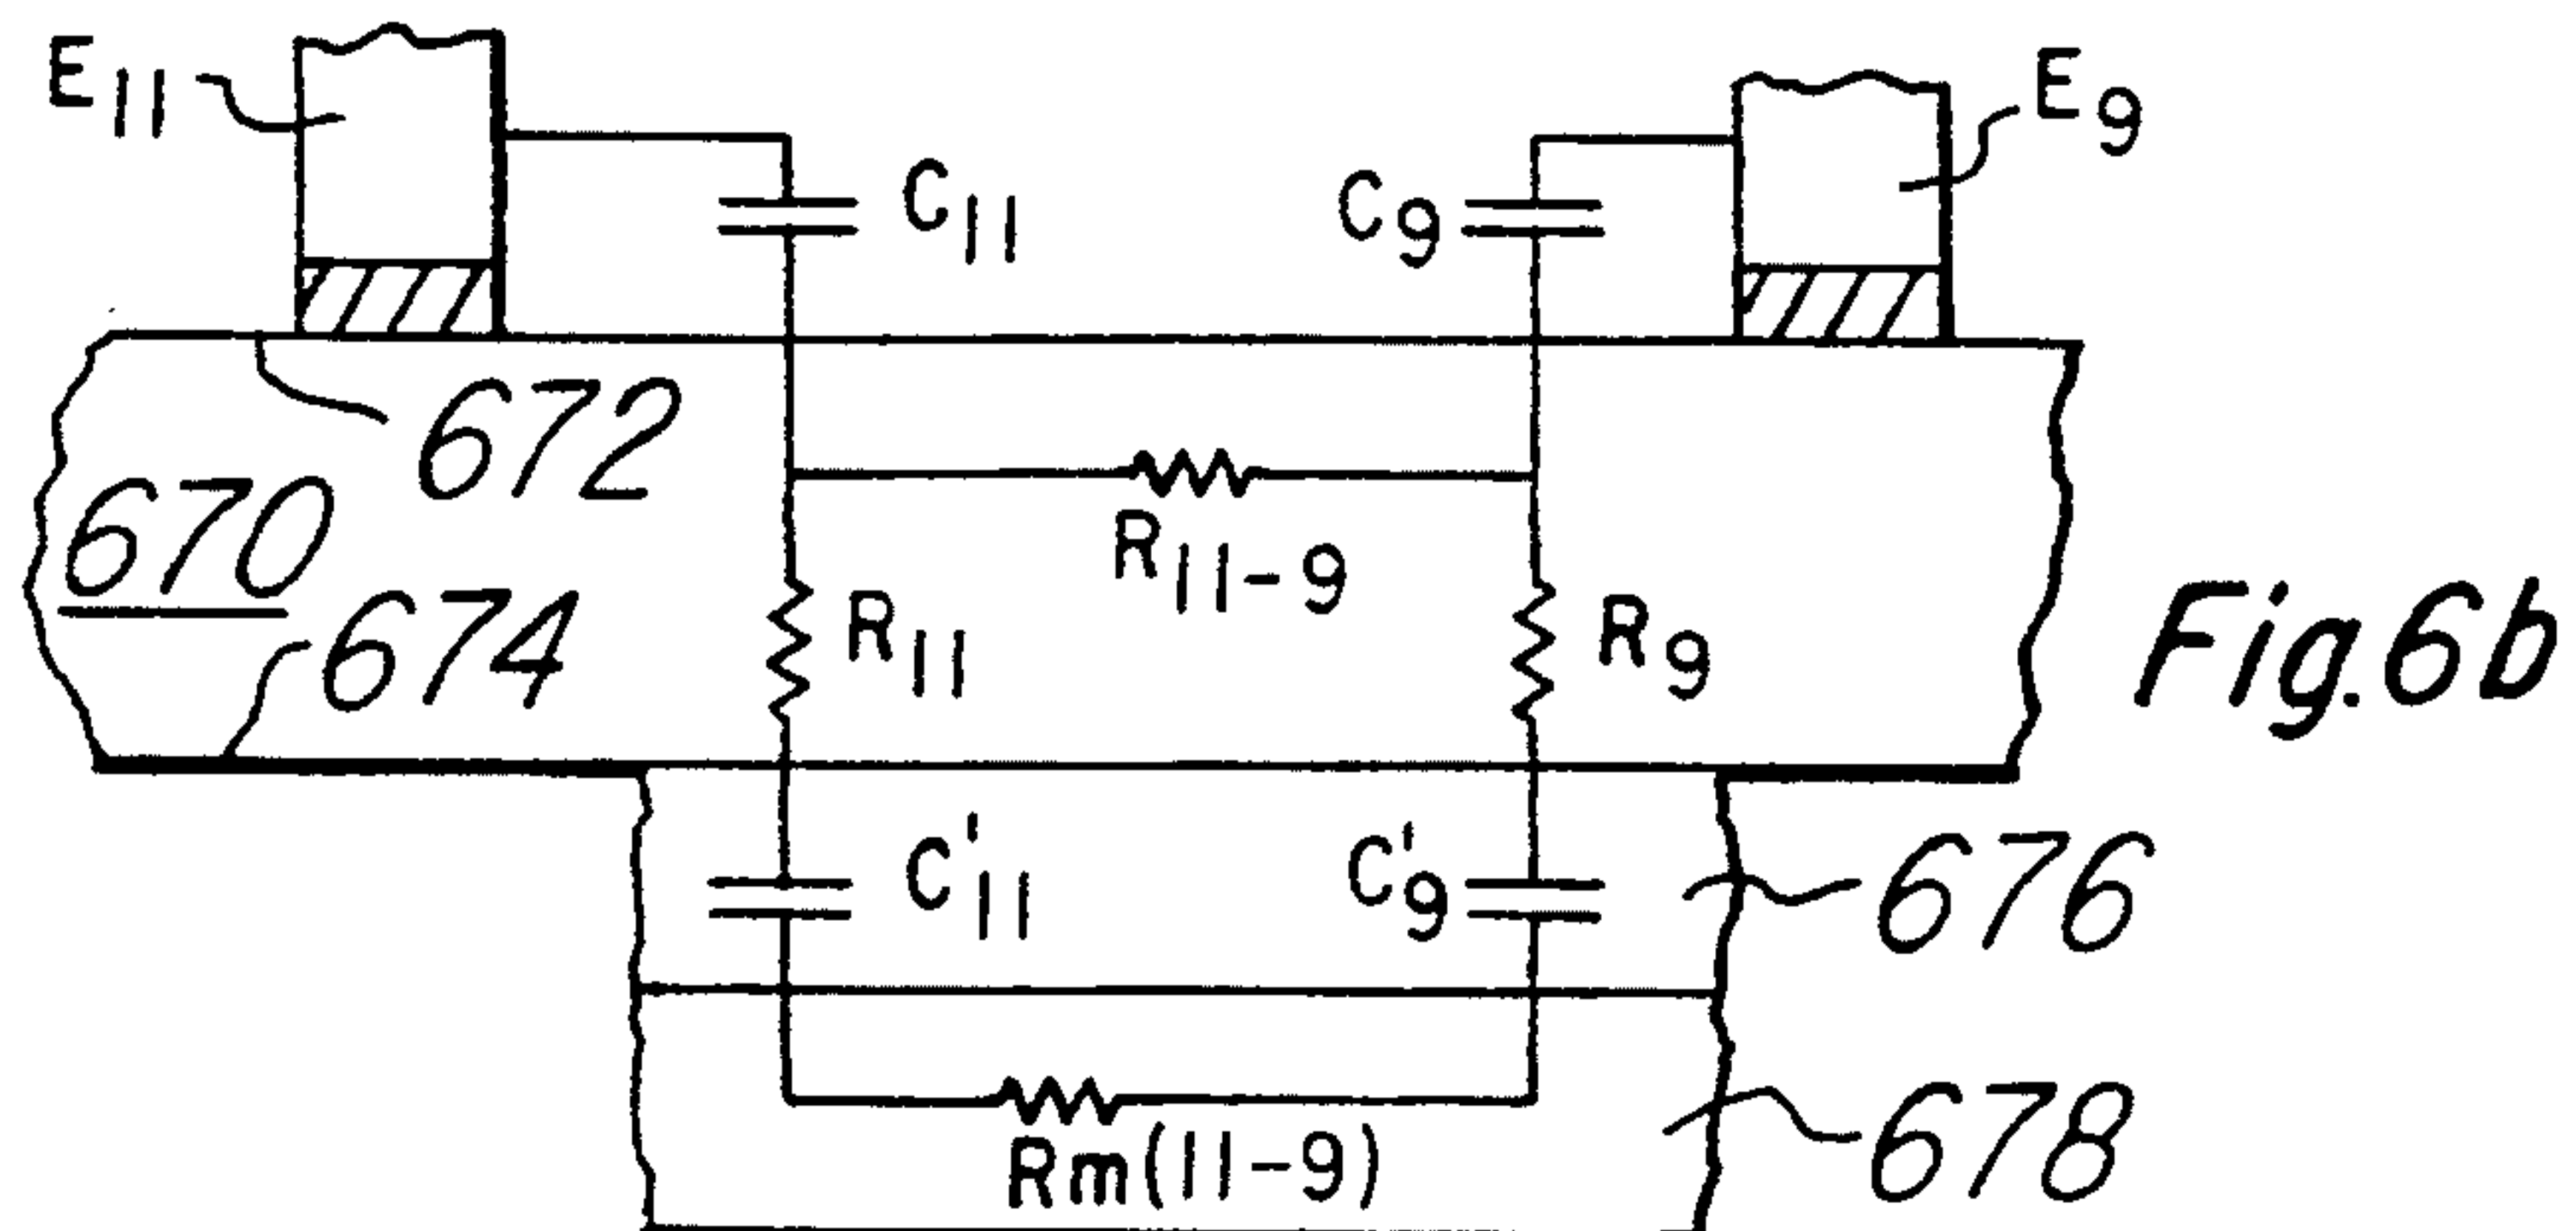 E11
E9
C11
C9
672
670
R11-9
R11
R9
674
Fig.6b
C'11
C'9
676
Rm(11-9)
678